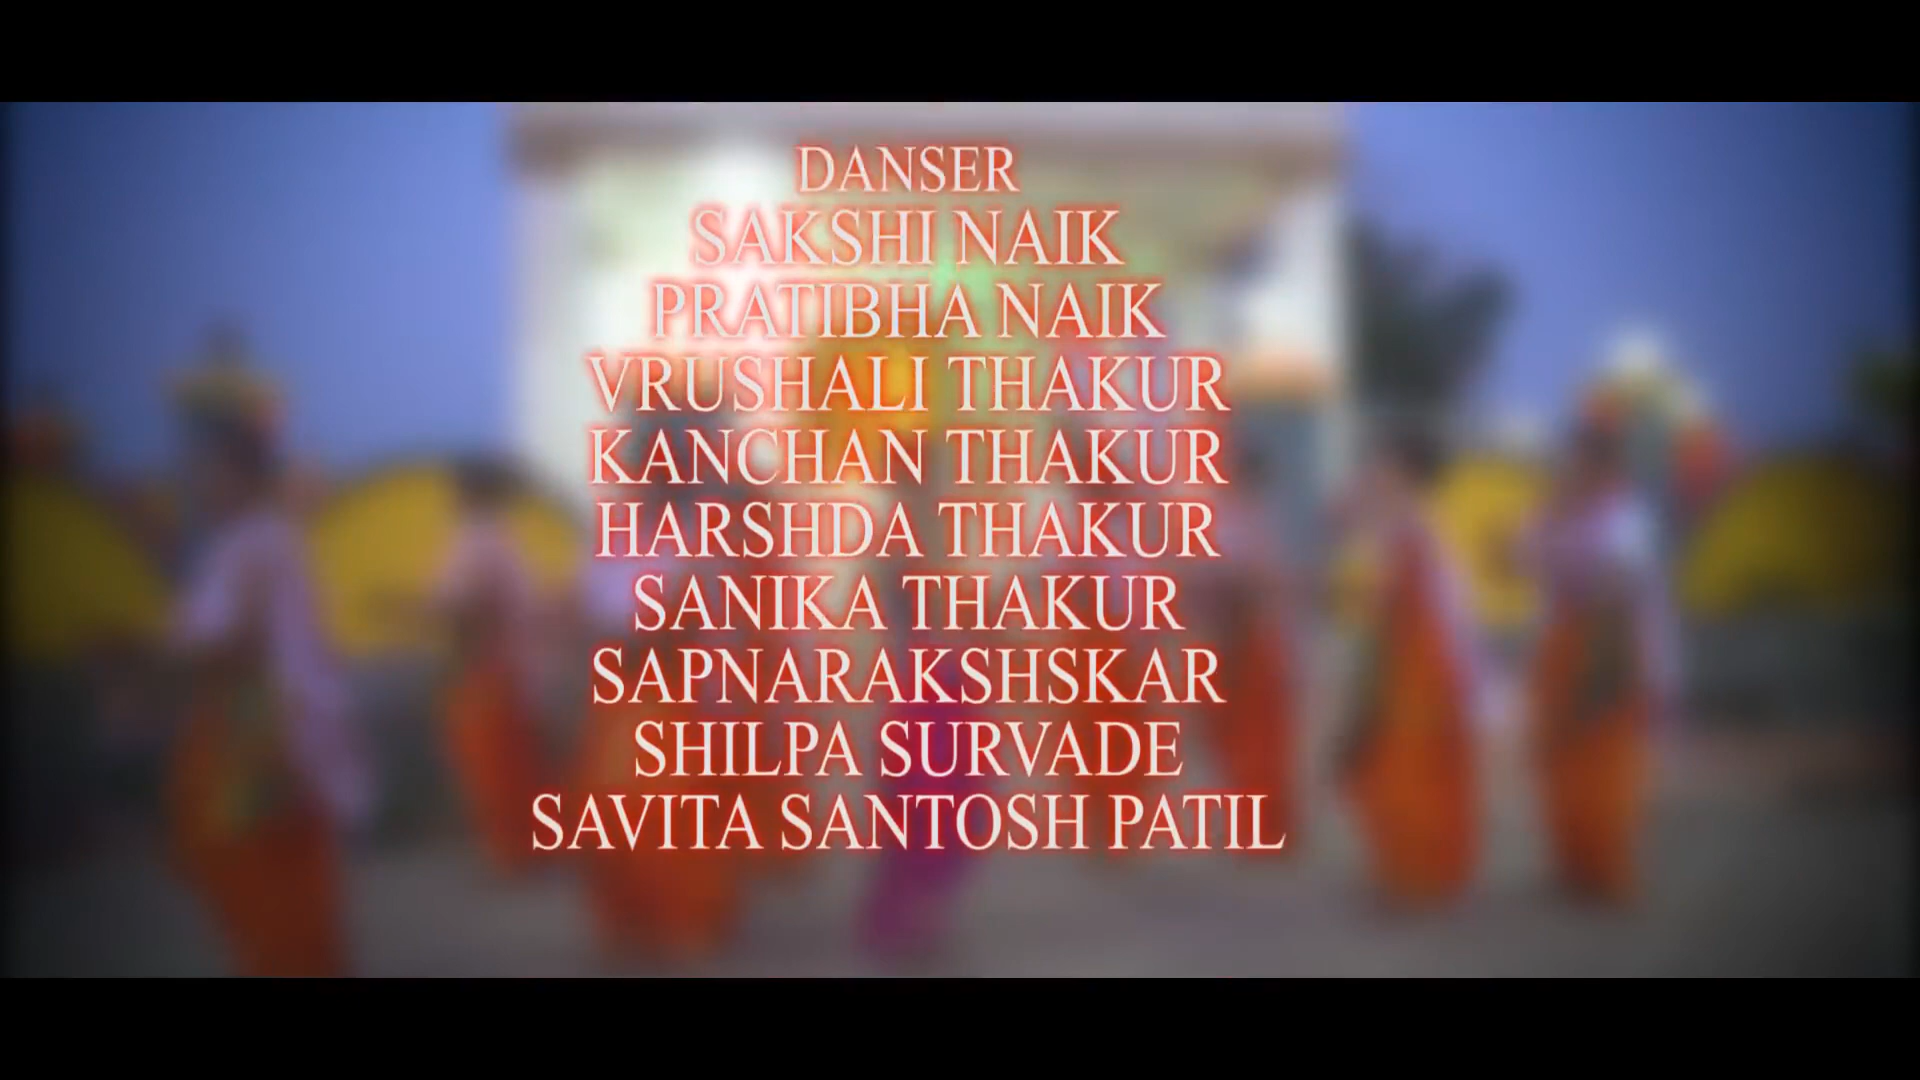 DANSER
SAKSHI NAIK
PRATIBHA NAIK
VRUSHALI THAKUR
KANCHAN THAKUR
HARSHDA THAKUR
SANIKA THAKUR
SAPNARAKSHSKAR
SHILPA SURVADE
SAVITA SANTOSH PATIL